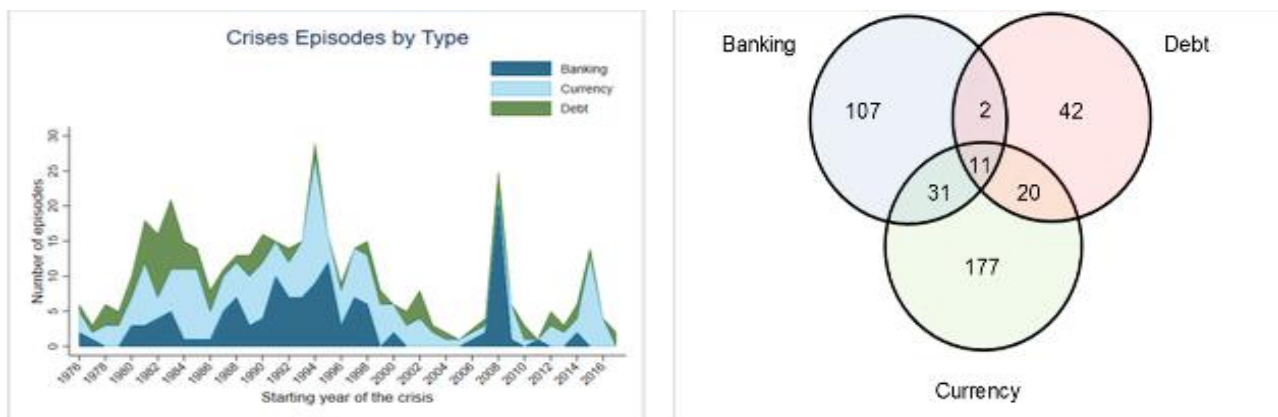 Crises Episodes by Type
Banking
Currency
Debt
Number of episodes
30
25
20
15
10
5
0
1976 1978 1980 1982 1984 1986 1988 1990 1992 1994 1996 1998 2000 2002 2004 2006 2008 2010 2012 2014 2016
Starting year of the crisis
Banking
Debt
107
2
42
11
31
20
177
Currency